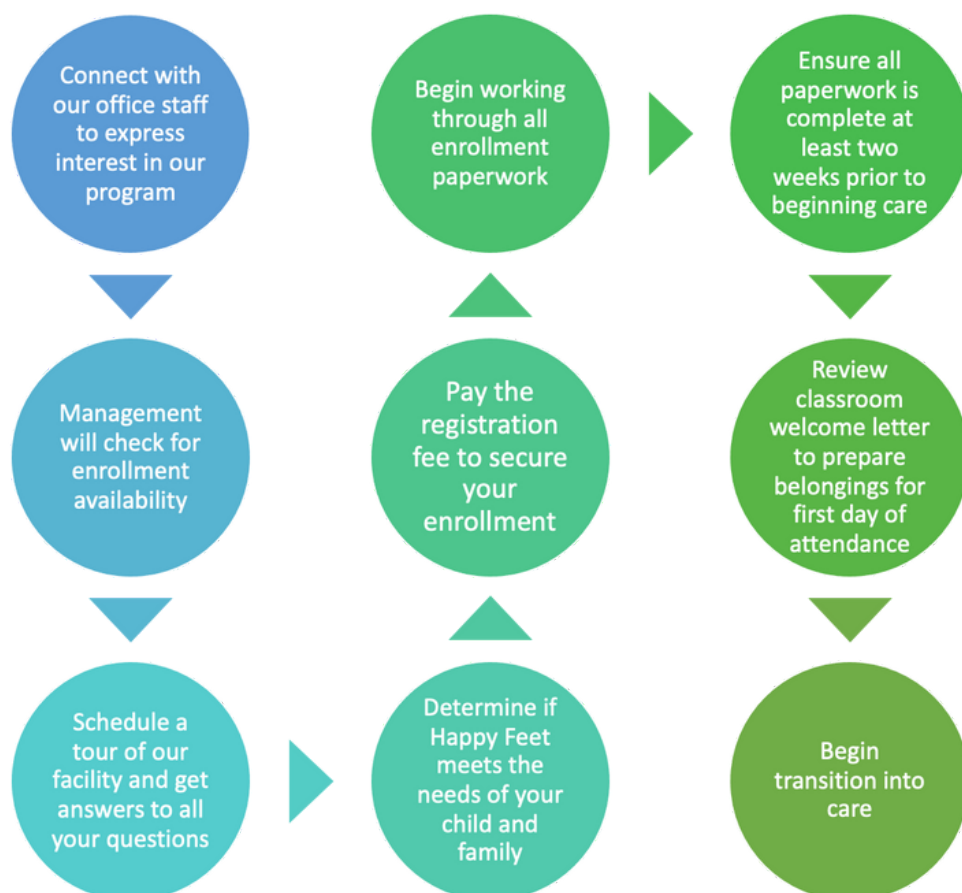 Connect with
our office staff
to express
interest in our
program
Management
will check for
enrollment
availability
Schedule a
tour of our
facility and get
answers to all
your questions
Determine if
Happy Feet
meets the
needs of your
child and
family
Pay the
registration
fee to secure
your
enrollment
Begin working
through all
enrollment
paperwork
Ensure all
paperwork is
complete at
least two
weeks prior to
beginning care
Review
classroom
welcome letter
to prepare
belongings for
first day of
attendance
Begin
transition into
care